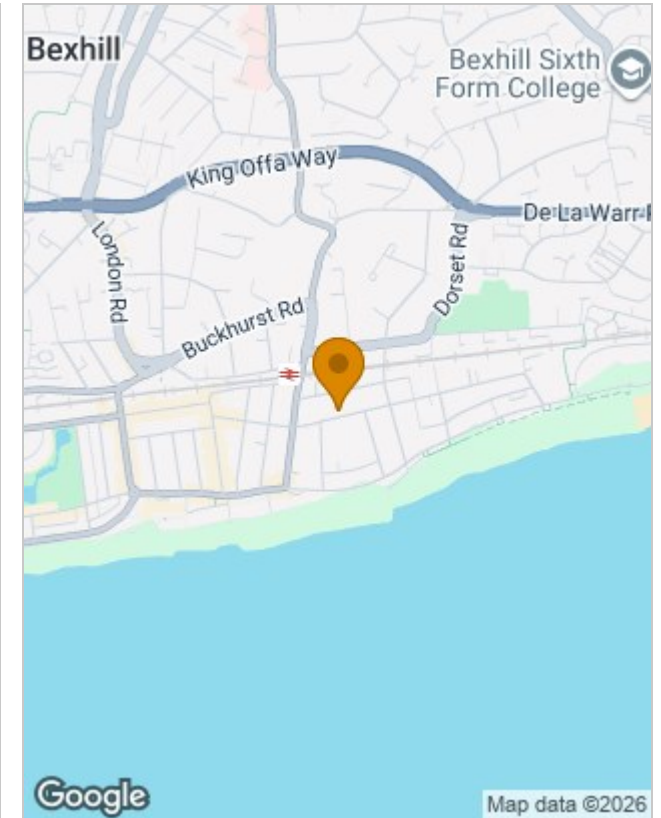 Bexhill
Bexhill Sixth
Form College
King Offa Way
De La Warr
London Rd
Dorset Rd
Buckhurst Rd
Google
Map data ©2026